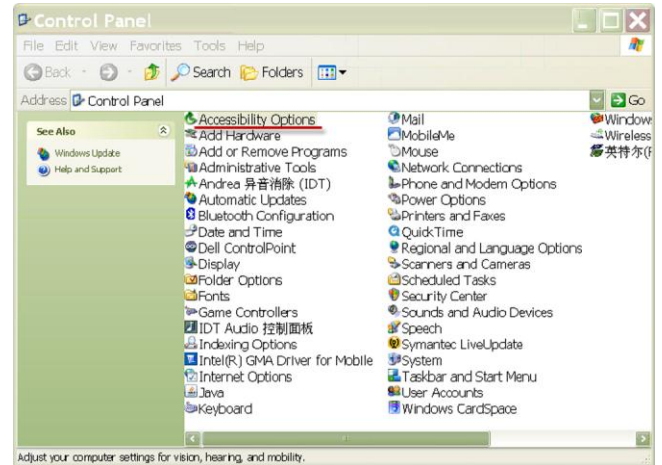 Control Panel
File Edit View Favorites Tools Help
Back Search Folders
Address Control Panel Go
See Also
Windows Update
Help and Support
Accessibility Options
Add Hardware
Add or Remove Programs
Administrative Tools
Andrea 异音消除 (IDT)
Automatic Updates
Bluetooth Configuration
Date and Time
Dell ControlPoint
Display
Folder Options
Fonts
Game Controllers
IDT Audio 控制面板
Indexing Options
Intel(R) GMA Driver for Mobile
Internet Options
Java
Keyboard
Mail
MobileMe
Mouse
Network Connections
Phone and Modem Options
Power Options
Printers and Faxes
QuickTime
Regional and Language Options
Scanners and Cameras
Scheduled Tasks
Security Center
Sounds and Audio Devices
Speech
Symantec LiveUpdate
System
Taskbar and Start Menu
User Accounts
Windows CardSpace
Window
Wireless
英特尔(
Adjust your computer settings for vision, hearing, and mobility.